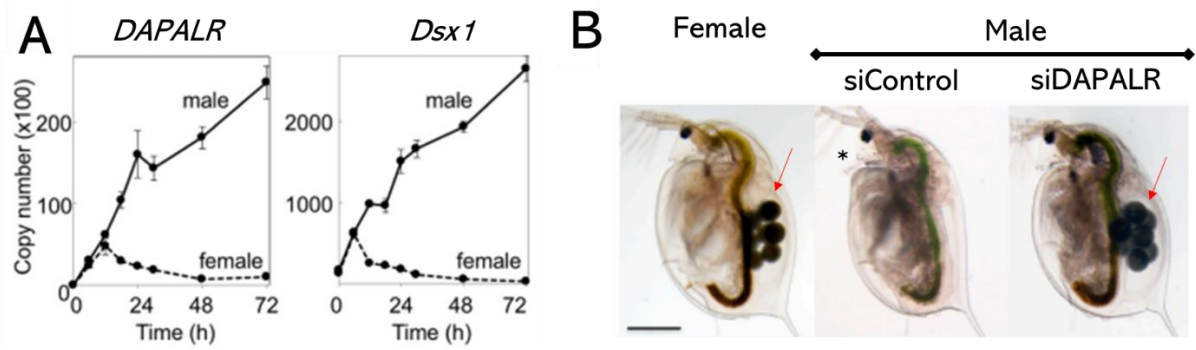 A
DAPALR
Dsx1
Copy number (x100)
200
100
0
male
female
0 24 48 72
Time (h)
2000
1000
male
female
0 24 48 72
Time (h)
B
Female
Male
siControl
siDAPALR
*